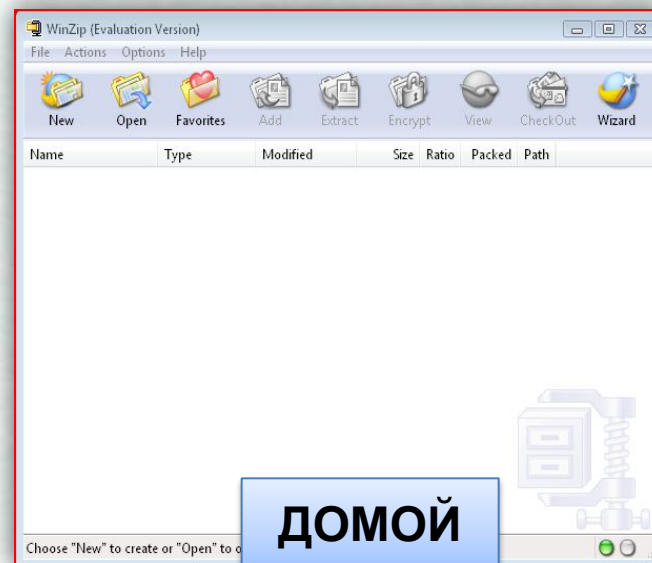 WinZip (Evaluation Version)
File Actions Options Help
New Open Favorites Add Extract Encrypt View CheckOut Wizard
Name Type Modified Size Ratio Packed Path
ДОМОЙ
Choose "New" to create or "Open" to o